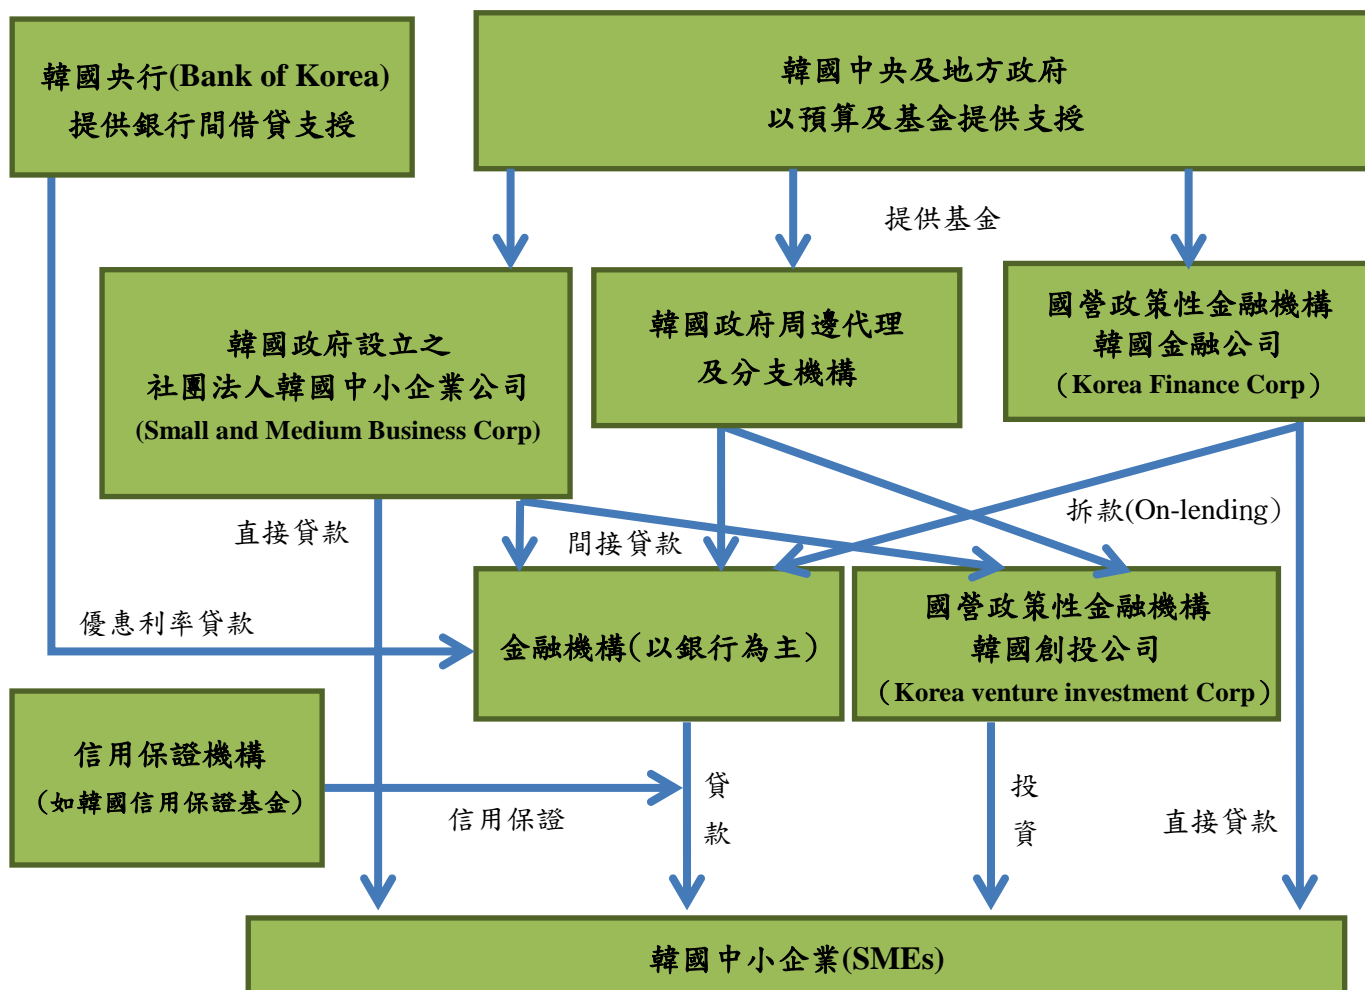 韓國央行(Bank of Korea)
提供銀行間借貸支授
韓國中央及地方政府
以預算及基金提供支授
提供基金
韓國政府設立之
社團法人韓國中小企業公司
(Small and Medium Business Corp)
韓國政府周邊代理
及分支機構
國營政策性金融機構
韓國金融公司
（Korea Finance Corp）
直接貸款
間接貸款
拆款(On-lending）
優惠利率貸款
金融機構(以銀行為主)
國營政策性金融機構
韓國創投公司
（Korea venture investment Corp）
信用保證機構
（如韓國信用保證基金）
信用保證
貸
款
投
資
直接貸款
韓國中小企業(SMEs)